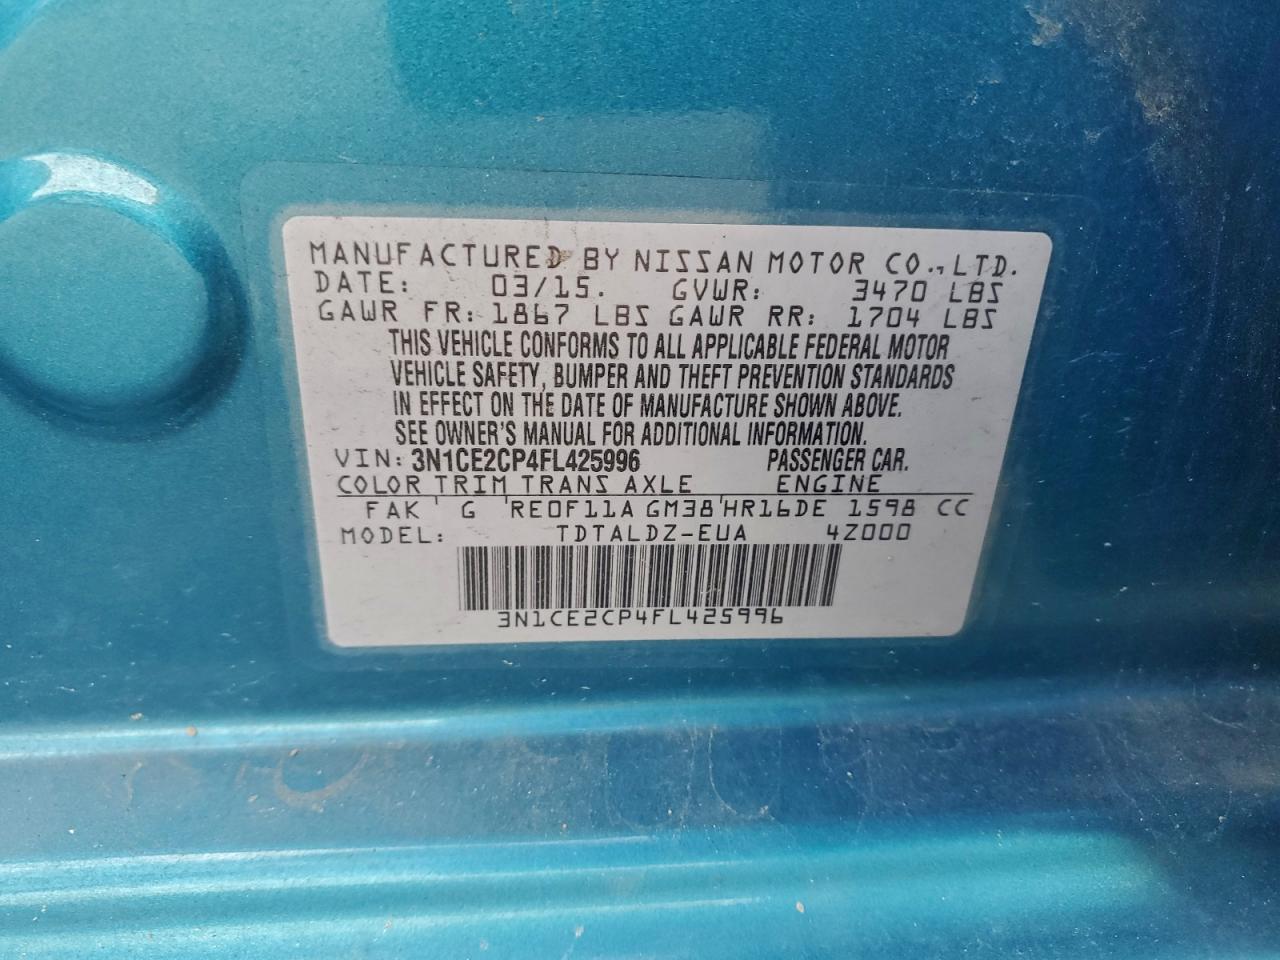 MANUFACTURED BY NISSAN MOTOR CO.,LTD.
DATE: 03/15. GVWR: 3470 LBS
GAWR FR: 1867 LBS GAWR RR: 1704 LBS
THIS VEHICLE CONFORMS TO ALL APPLICABLE FEDERAL MOTOR
VEHICLE SAFETY, BUMPER AND THEFT PREVENTION STANDARDS
IN EFFECT ON THE DATE OF MANUFACTURE SHOWN ABOVE.
SEE OWNER'S MANUAL FOR ADDITIONAL INFORMATION.
VIN: 3N1CE2CP4FL425996 PASSENGER CAR.
COLOR TRIM TRANS AXLE ENGINE
FAK G RE0F11A GM38 HR16DE 1598 CC
MODEL: TDTALDZ-EUA 4Z000
3N1CE2CP4FL425996